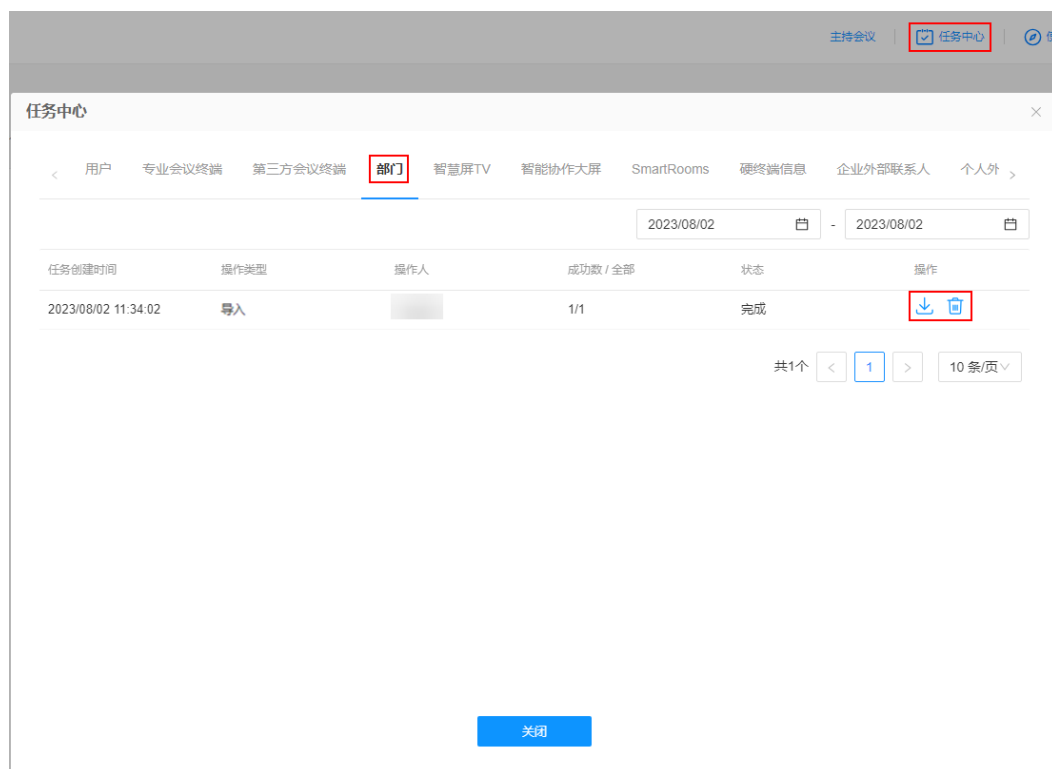 主持会议 任务中心
任务中心
用户 专业会议终端 第三方会议终端 部门 智慧屏TV 智能协作大屏 SmartRooms 硬终端信息 企业外部联系人 个人外
2023/08/02 - 2023/08/02
任务创建时间 操作类型 操作人 成功数 / 全部 状态 操作
2023/08/02 11:34:02 导入 1/1 完成
共1个 < 1 > 10 条/页
关闭